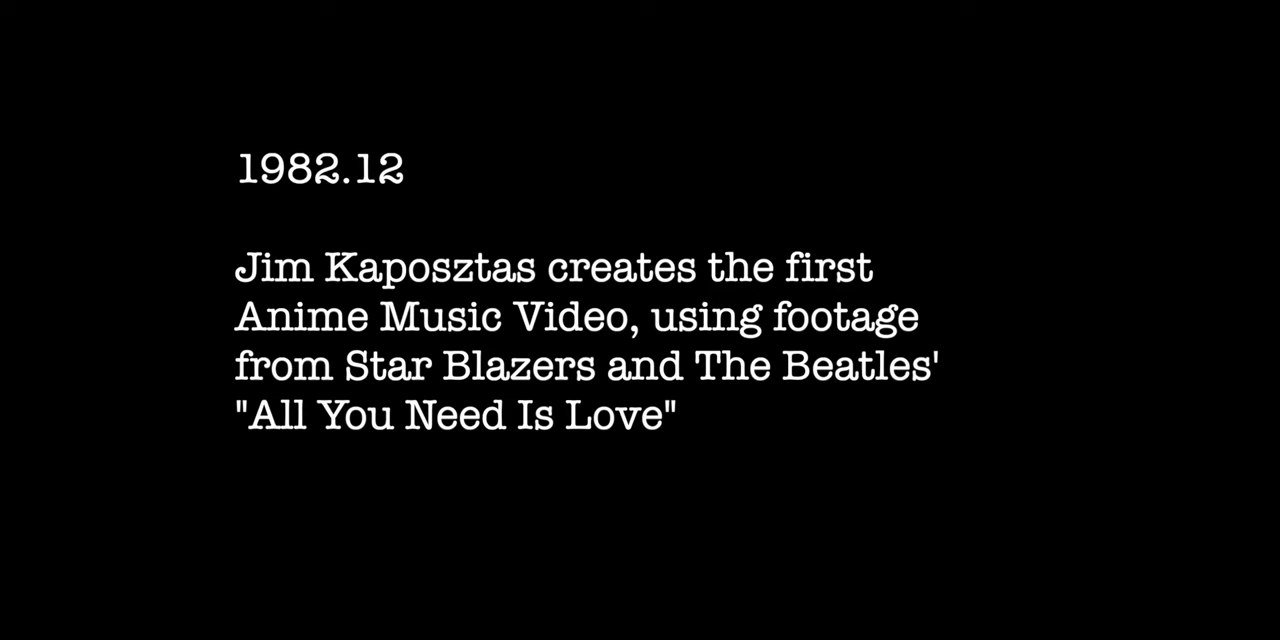 1982.12
Jim Kaposztas creates the first
Anime Music Video, using footage
from Star Blazers and The Beatles'
"All You Need Is Love"